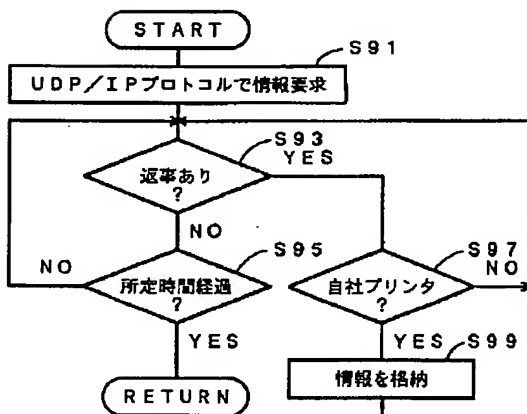 START
S91
UDP/IPプロトコルで情報要求
S93
YES
返事あり
?
NO
S95
S97
NO
所定時間経過
?
自社プリンタ
?
NO
YES
YES
S99
RETURN
情報を格納